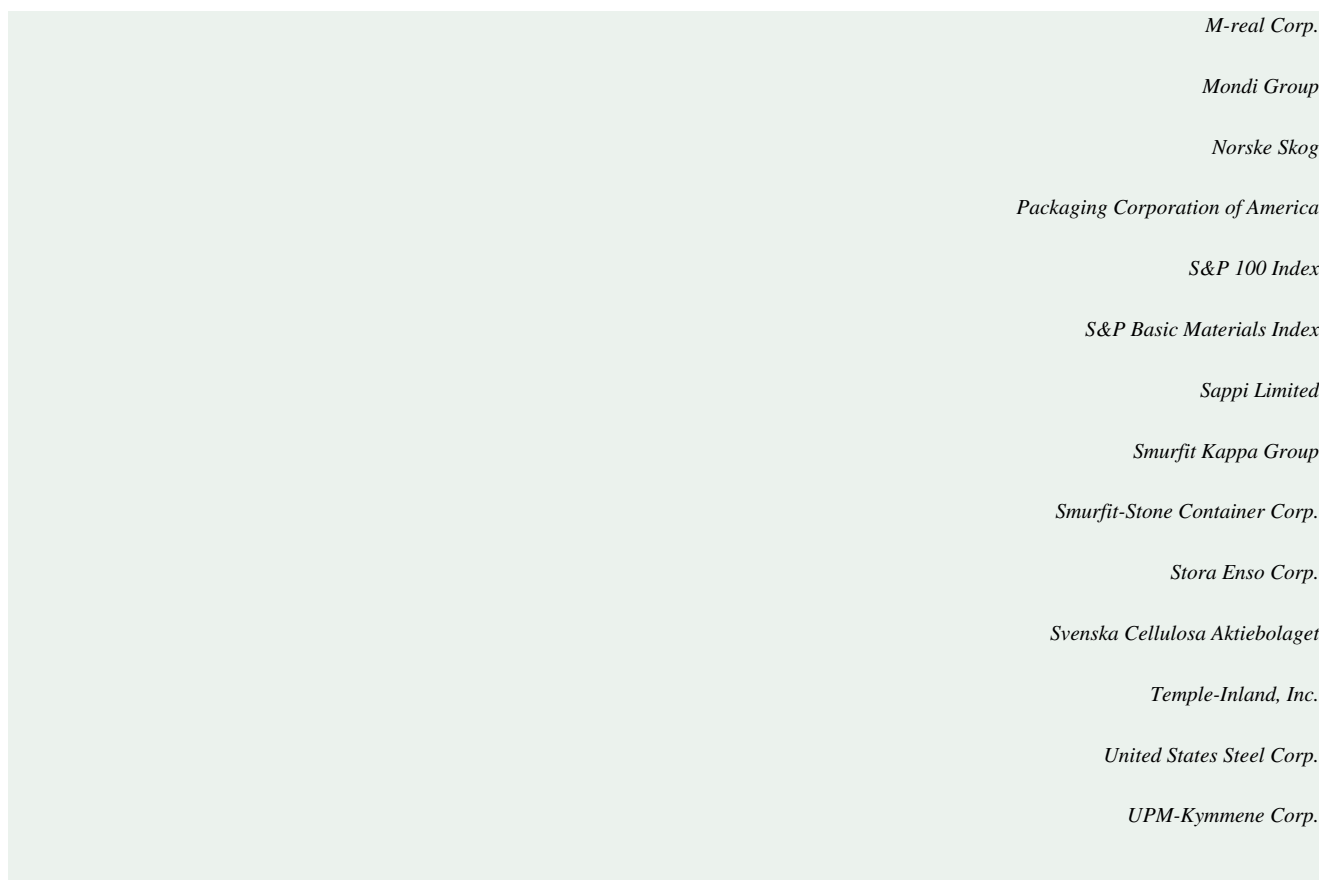 M-real Corp.
Mondi Group
Norske Skog
Packaging Corporation of America
S&P 100 Index
S&P Basic Materials Index
Sappi Limited
Smurfit Kappa Group
Smurfit-Stone Container Corp.
Stora Enso Corp.
Svenska Cellulosa Aktiebolaget
Temple-Inland, Inc.
United States Steel Corp.
UPM-Kymmene Corp.